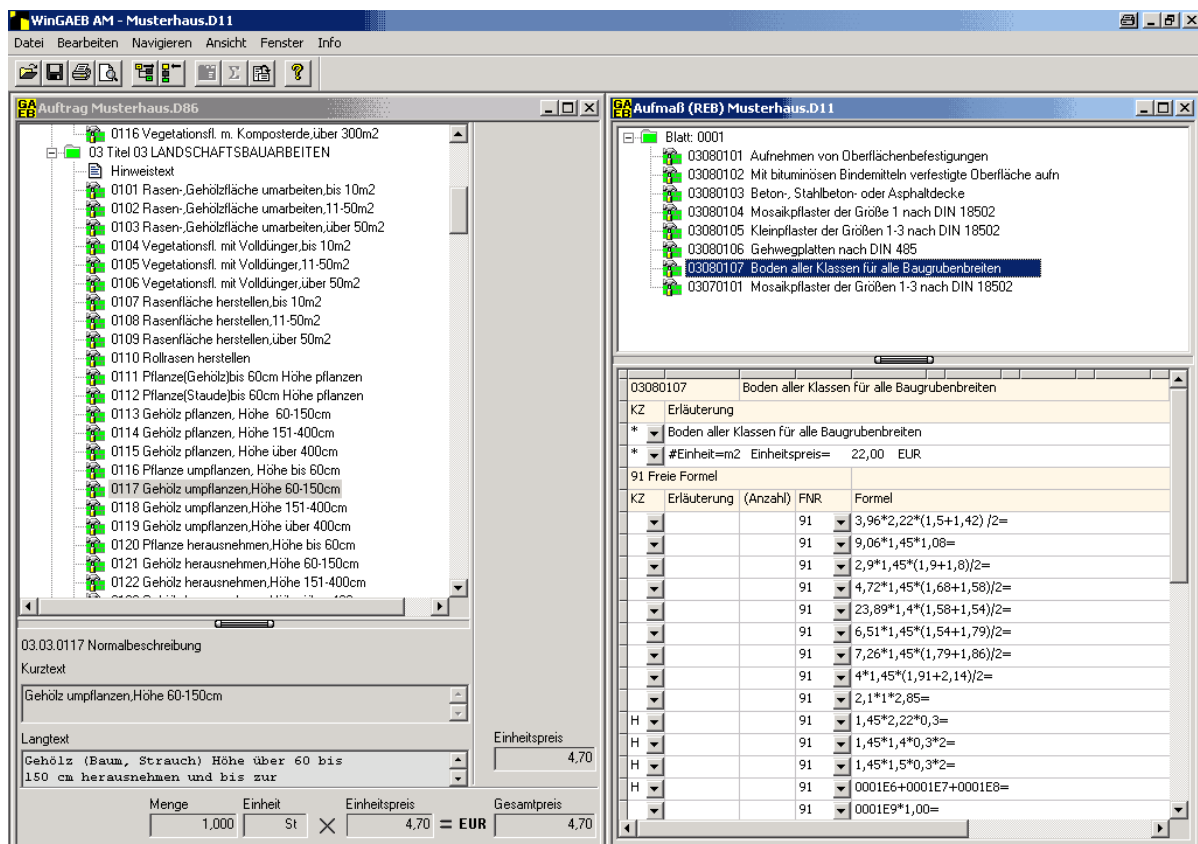 WinGAEB AM - Musterhaus.D11
Datei Bearbeiten Navigieren Ansicht Fenster Info
Auftrag Musterhaus.D86
0116 Vegetationsfl. m. Komposterde,über 300m2
03 Titel 03 LANDSCHAFTSBAUARBEITEN
Hinweistext
0101 Rasen-,Gehölzfläche umarbeiten,bis 10m2
0102 Rasen-,Gehölzfläche umarbeiten,11-50m2
0103 Rasen-,Gehölzfläche umarbeiten,über 50m2
0104 Vegetationsfl. mit Volldünger,bis 10m2
0105 Vegetationsfl. mit Volldünger,11-50m2
0106 Vegetationsfl. mit Volldünger,über 50m2
0107 Rasenfläche herstellen,bis 10m2
0108 Rasenfläche herstellen,11-50m2
0109 Rasenfläche herstellen,über 50m2
0110 Rollrasen herstellen
0111 Pflanze(Gehölz)bis 60cm Höhe pflanzen
0112 Pflanze(Staude)bis 60cm Höhe pflanzen
0113 Gehölz pflanzen, Höhe 60-150cm
0114 Gehölz pflanzen, Höhe 151-400cm
0115 Gehölz pflanzen, Höhe über 400cm
0116 Pflanze umpflanzen, Höhe bis 60cm
0117 Gehölz umpflanzen,Höhe 60-150cm
0118 Gehölz umpflanzen,Höhe 151-400cm
0119 Gehölz umpflanzen,Höhe über 400cm
0120 Pflanze herausnehmen,Höhe bis 60cm
0121 Gehölz herausnehmen,Höhe 60-150cm
0122 Gehölz herausnehmen,Höhe 151-400cm
03.03.0117 Normalbeschreibung
Kurztext
Gehölz umpflanzen,Höhe 60-150cm
Langtext
Gehölz (Baum, Strauch) Höhe über 60 bis
150 cm herausnehmen und bis zur
Einheitspreis
4,70
Menge Einheit Einheitspreis Gesamtpreis
1,000 St X 4,70 = EUR 4,70
Aufmaß (REB) Musterhaus.D11
Blatt: 0001
03080101 Aufnehmen von Oberflächenbefestigungen
03080102 Mit bituminösen Bindemitteln verfestigte Oberfläche aufn
03080103 Beton-, Stahlbeton- oder Asphaltdecke
03080104 Mosaikpflaster der Größe 1 nach DIN 18502
03080105 Kleinpflaster der Größen 1-3 nach DIN 18502
03080106 Gehwegplatten nach DIN 485
03080107 Boden aller Klassen für alle Baugrubenbreiten
03070101 Mosaikpflaster der Größen 1-3 nach DIN 18502
03080107 Boden aller Klassen für alle Baugrubenbreiten
KZ Erläuterung
* Boden aller Klassen für alle Baugrubenbreiten
* #Einheit=m2 Einheitspreis= 22,00 EUR
91 Freie Formel
KZ Erläuterung (Anzahl) FNR Formel
91 3,96*2,22*(1,5+1,42) /2=
91 9,06*1,45*1,08=
91 2,9*1,45*(1,9+1,8)/2=
91 4,72*1,45*(1,68+1,58)/2=
91 23,89*1,4*(1,58+1,54)/2=
91 6,51*1,45*(1,54+1,79)/2=
91 7,26*1,45*(1,79+1,86)/2=
91 4*1,45*(1,91+2,14)/2=
91 2,1*1*2,85=
H 91 1,45*2,22*0,3=
H 91 1,45*1,4*0,3*2=
H 91 1,45*1,5*0,3*2=
H 91 0001E6+0001E7+0001E8=
91 0001E9*1,00=